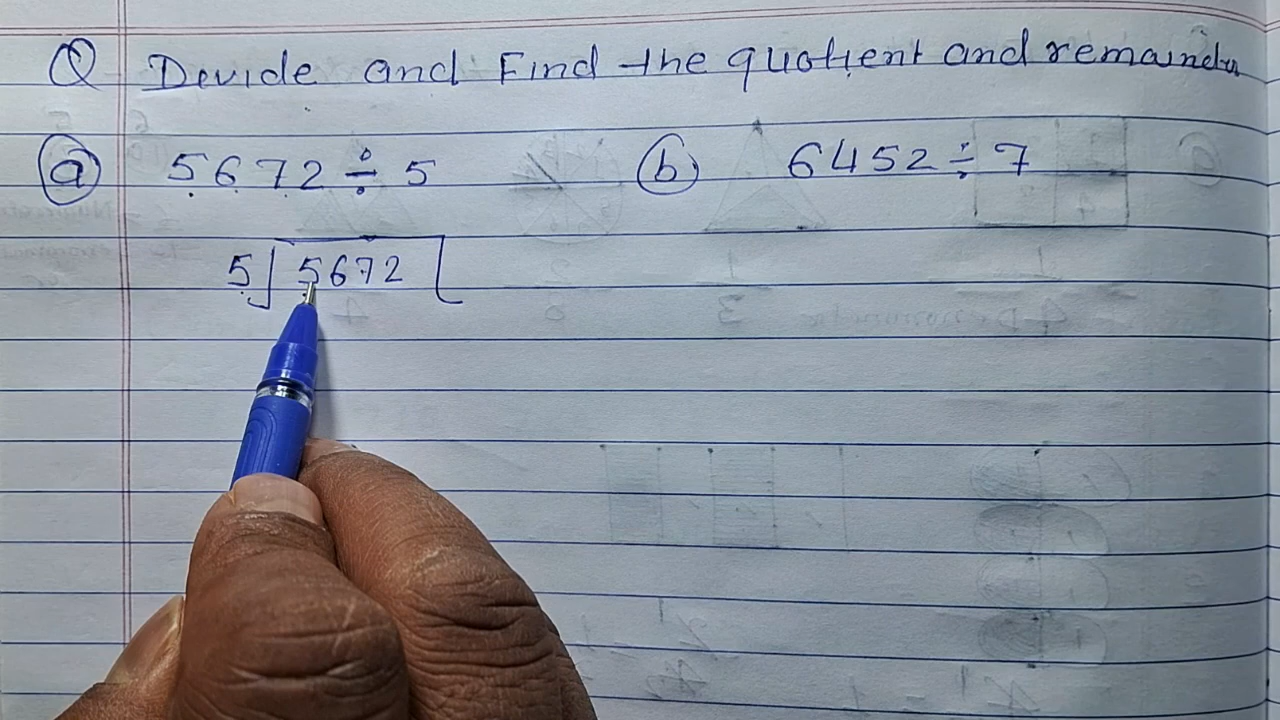 Q Devide and Find the quotient and remainder
a 5672 ÷ 5 b 6452 ÷ 7
5 5672